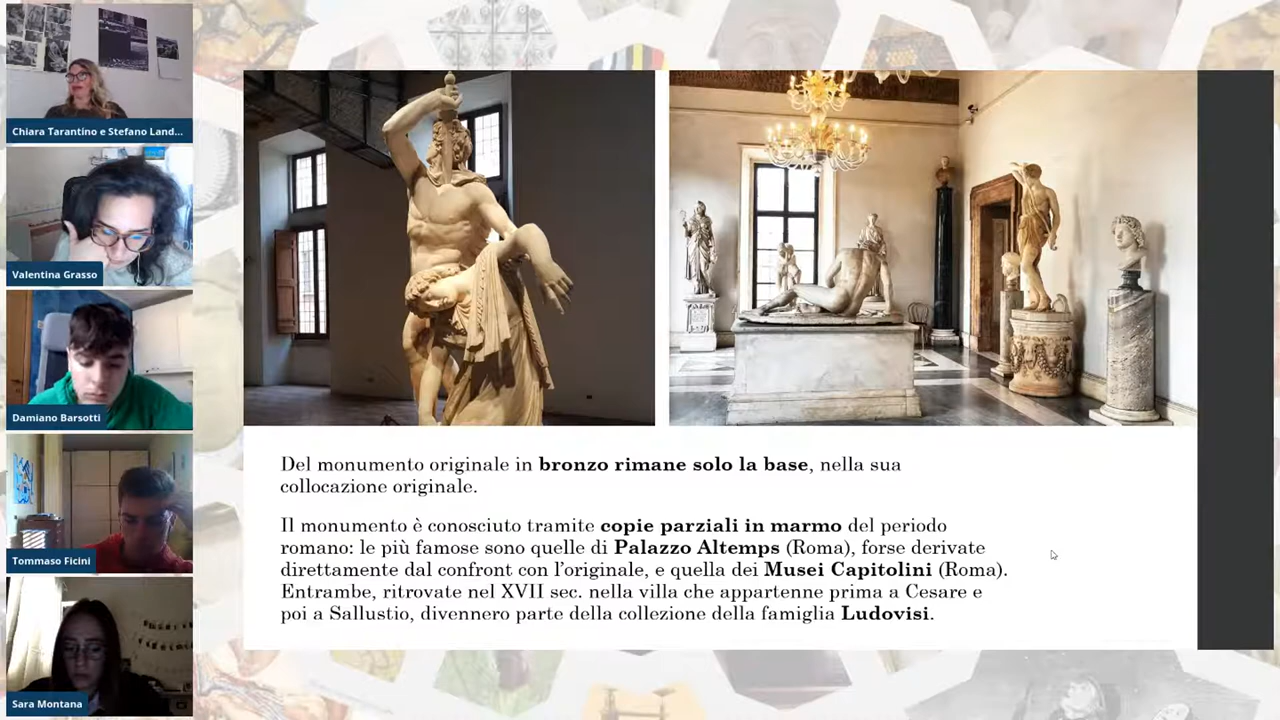 Chiara Tarantino e Stefano Land...
Valentina Grasso
Damiano Barsotti
Tommaso Ficini
Sara Montana
Del monumento originale in bronzo rimane solo la base, nella sua
collocazione originale.
Il monumento è conosciuto tramite copie parziali in marmo del periodo
romano: le più famose sono quelle di Palazzo Altemps (Roma), forse derivate
direttamente dal confront con l'originale, e quella dei Musei Capitolini (Roma).
Entrambe, ritrovate nel XVII sec. nella villa che appartenne prima a Cesare e
poi a Sallustio, divennero parte della collezione della famiglia Ludovisi.